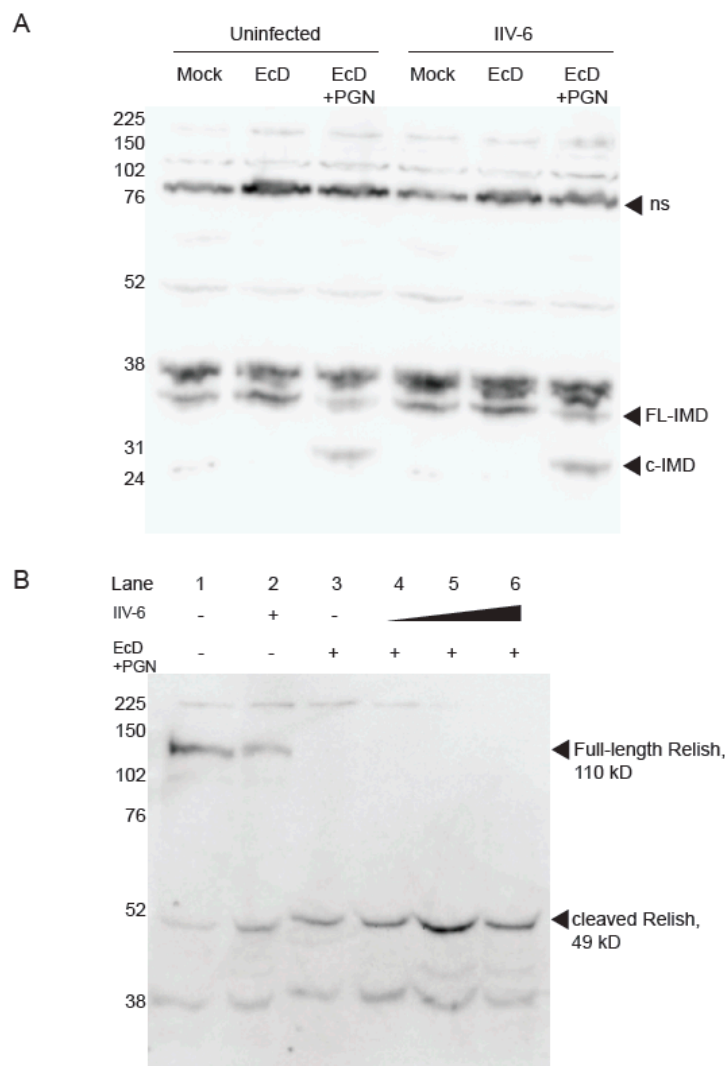 A
Uninfected IIV-6
Mock EcD EcD +PGN Mock EcD EcD +PGN
225
150
102
76
ns
52
38
FL-IMD
31
c-IMD
24
B
Lane 1 2 3 4 5 6
IIV-6 - + -
EcD +PGN - - + + + +
225
150
Full-length Relish,
110 kD
102
76
52
cleaved Relish,
49 kD
38